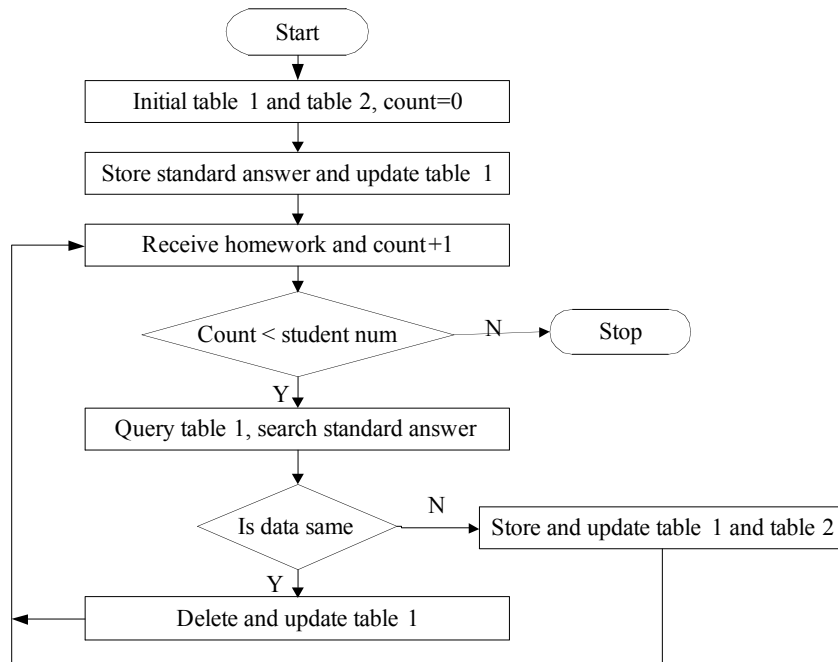 Start
Initial table 1 and table 2, count=0
Store standard answer and update table 1
Receive homework and count+1
Count < student num
N
Stop
Y
Query table 1, search standard answer
Is data same
N
Store and update table 1 and table 2
Y
Delete and update table 1